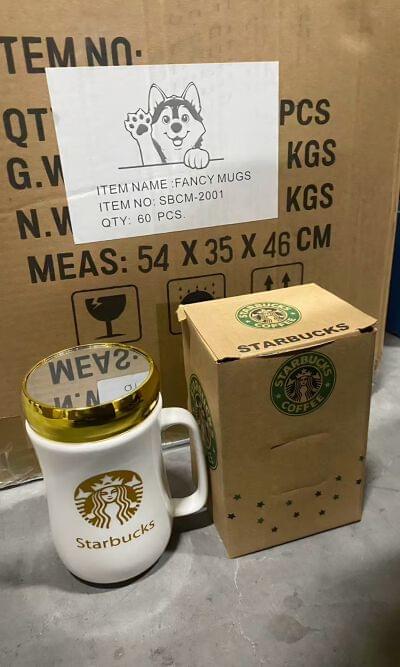 TEM NO:
QT
PCS
G.W
KGS
N.W
KGS
MEAS: 54 X 35 X 46 CM
ITEM NAME :FANCY MUGS
ITEM NO: SBCM-2001
QTY: 60 PCS.
STARBUCKS
COFFEE
STARBUCKS
STARBUCKS
COFFEE
MEAS:
N.W
Starbucks